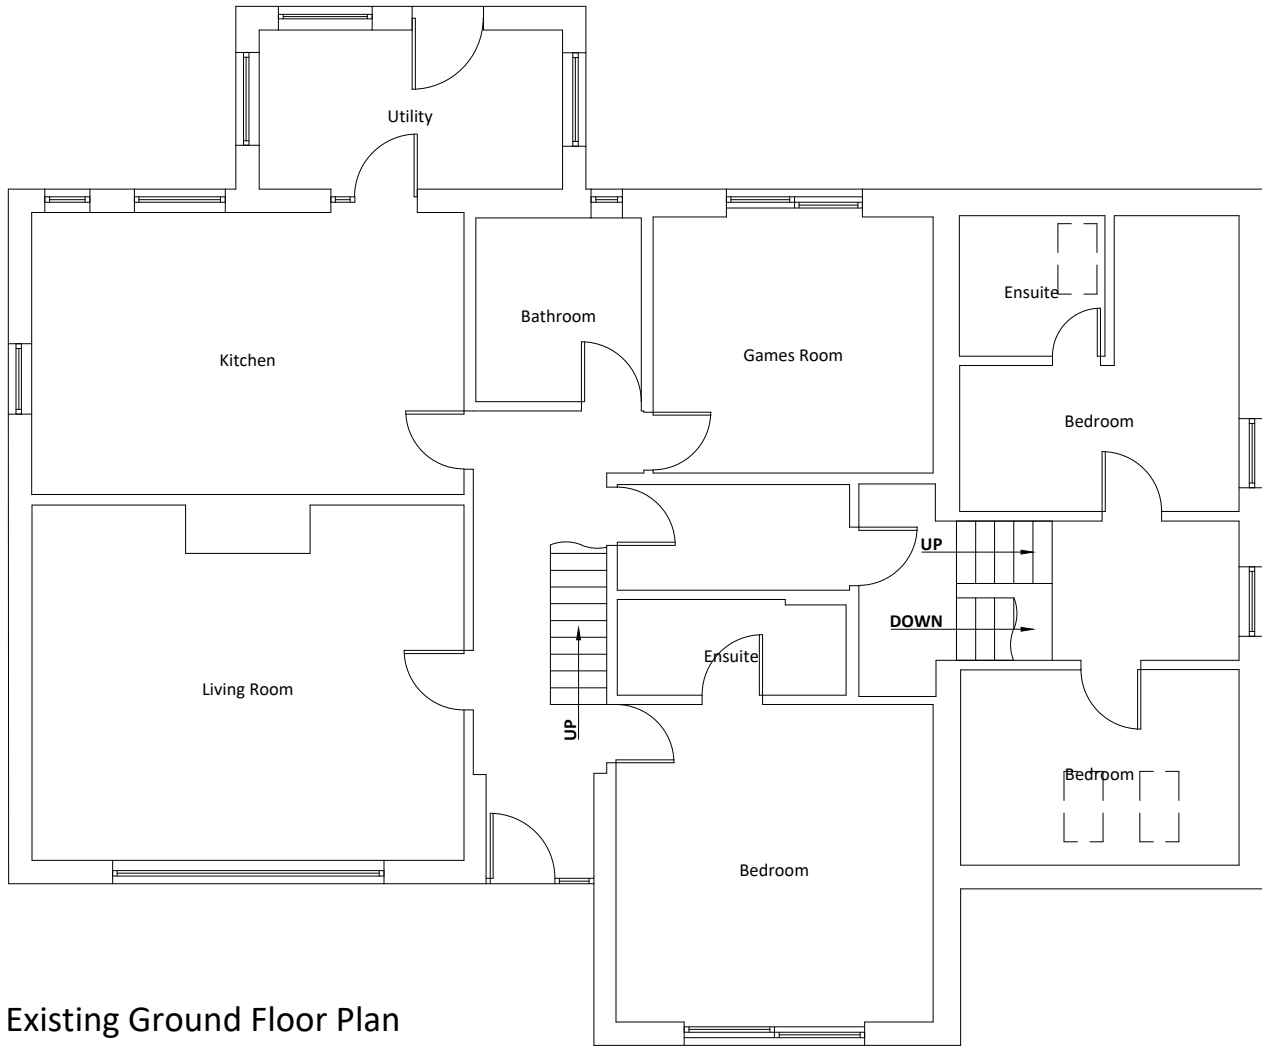 Utility
Ensuite
Bathroom
Games Room
Kitchen
Bedroom
UP
DOWN
Ensuite
Living Room
UP
Bedroom
Bedroom
Existing Ground Floor Plan